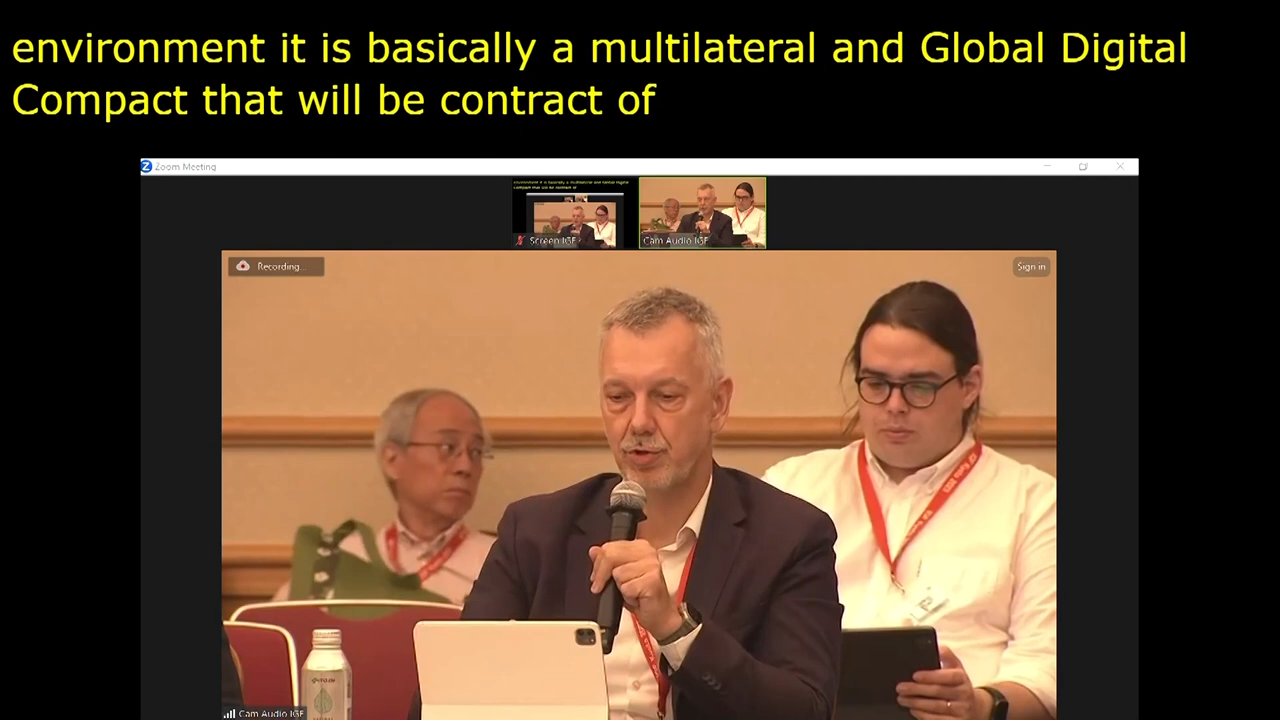 environment it is basically a multilateral and Global Digital
Compact that will be contract of
Zoom Meeting
Screen IGF
Cam Audio IGF
Recording...
Sign in
Cam Audio IGF